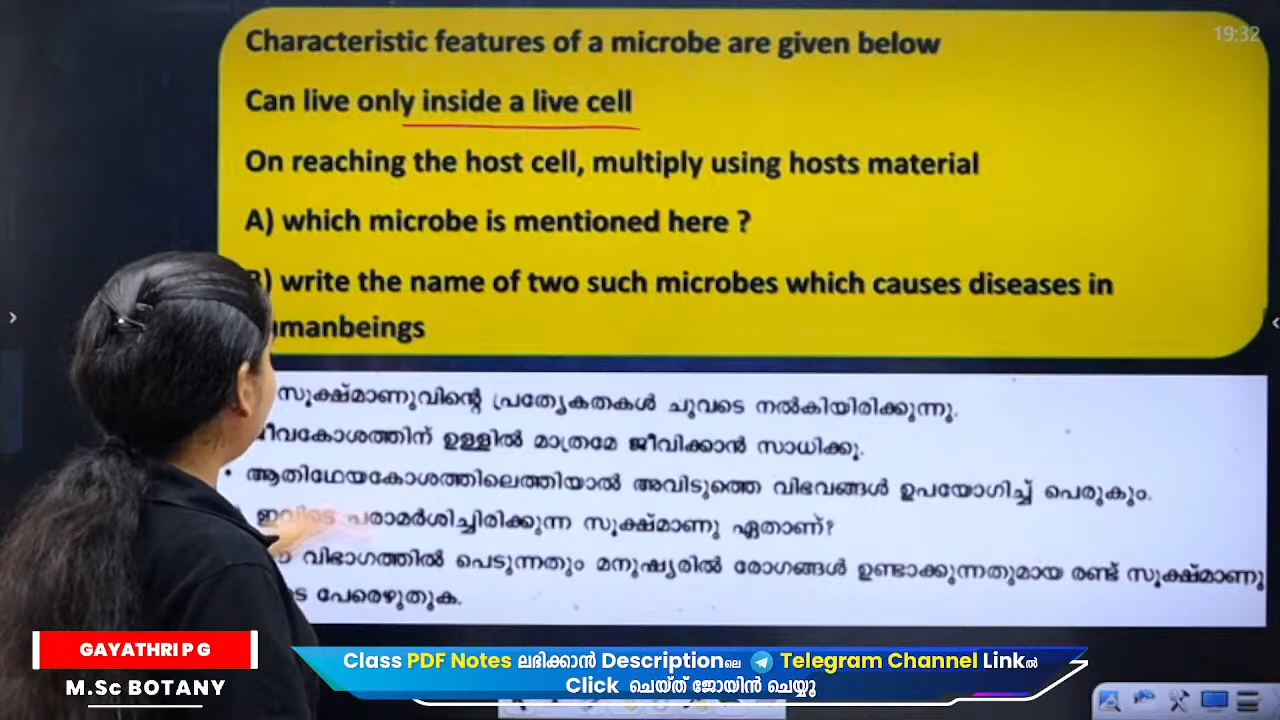 Characteristic features of a microbe are given below
19:32
Can live only inside a live cell
On reaching the host cell, multiply using hosts material
A) which microbe is mentioned here ?
) write the name of two such microbes which causes diseases in
manbeings
സൂക്ഷ്മാണുവിന്റെ പ്രത്യേകതകൾ ചുവടെ നൽകിയിരിക്കുന്നു.
ജീവകോശത്തിന് ഉള്ളിൽ മാത്രമേ ജീവിക്കാൻ സാധിക്കൂ.
• ആതിഥേയകോശത്തിലെത്തിയാൽ അവിടുത്തെ വിഭവങ്ങൾ ഉപയോഗിച്ച് പെരുകും.
ഇവിടെ പരാമർശിച്ചിരിക്കുന്ന സൂക്ഷ്മാണു ഏതാണ്?
വിഭാഗത്തിൽ പെടുന്നതും മനുഷ്യരിൽ രോഗങ്ങൾ ഉണ്ടാക്കുന്നതുമായ രണ്ട് സൂക്ഷ്മാണു
പേരെഴുതുക.
GAYATHRI P G
M.Sc BOTANY
Class PDF Notes ലഭിക്കാൻ Descriptionലെ Telegram Channel Linkൽ
Click ചെയ്ത് ജോയിൻ ചെയ്യൂ